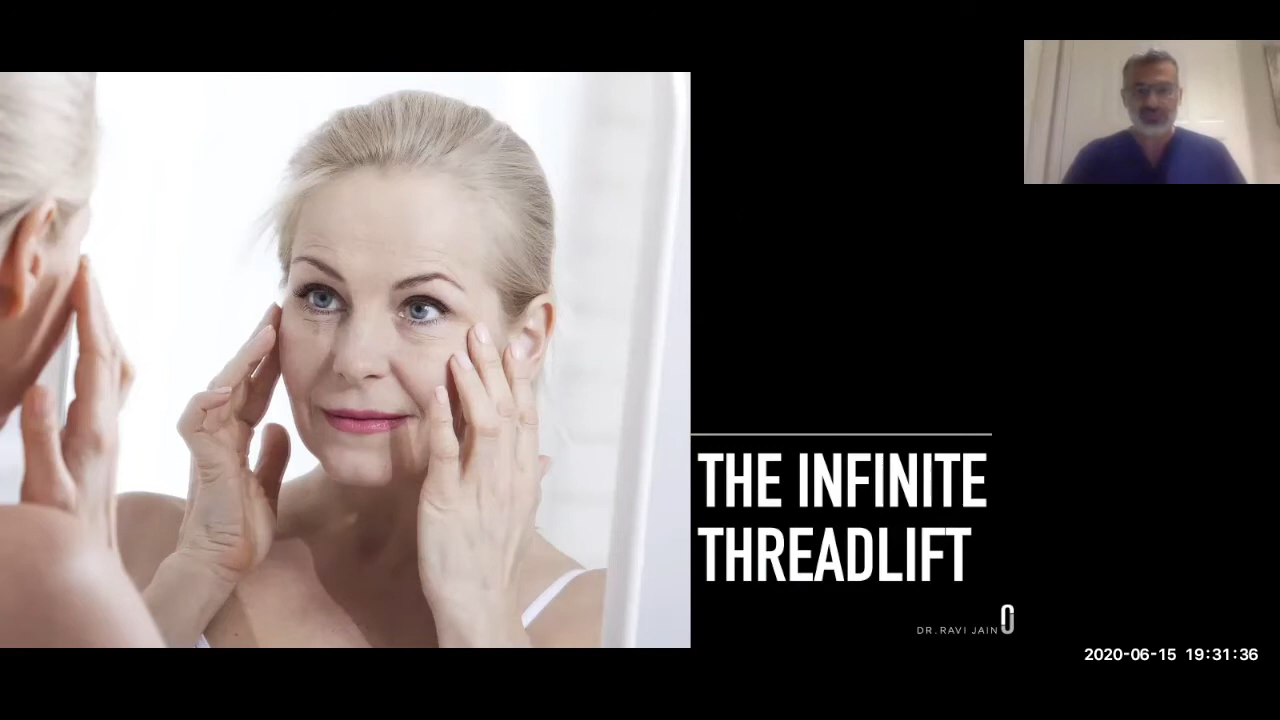 THE INFINITE
THREADLIFT
DR.RAVI JAIN
2020-06-15 19:31:36